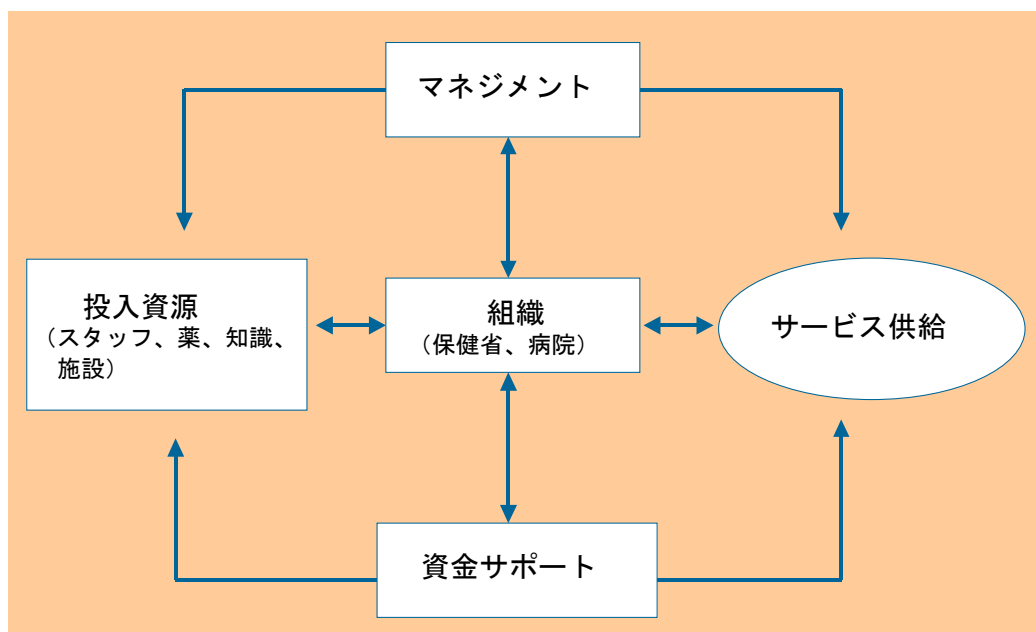 マネジメント
投入資源
（スタッフ、薬、知識、
施設）
組織
（保健省、病院）
サービス供給
資金サポート